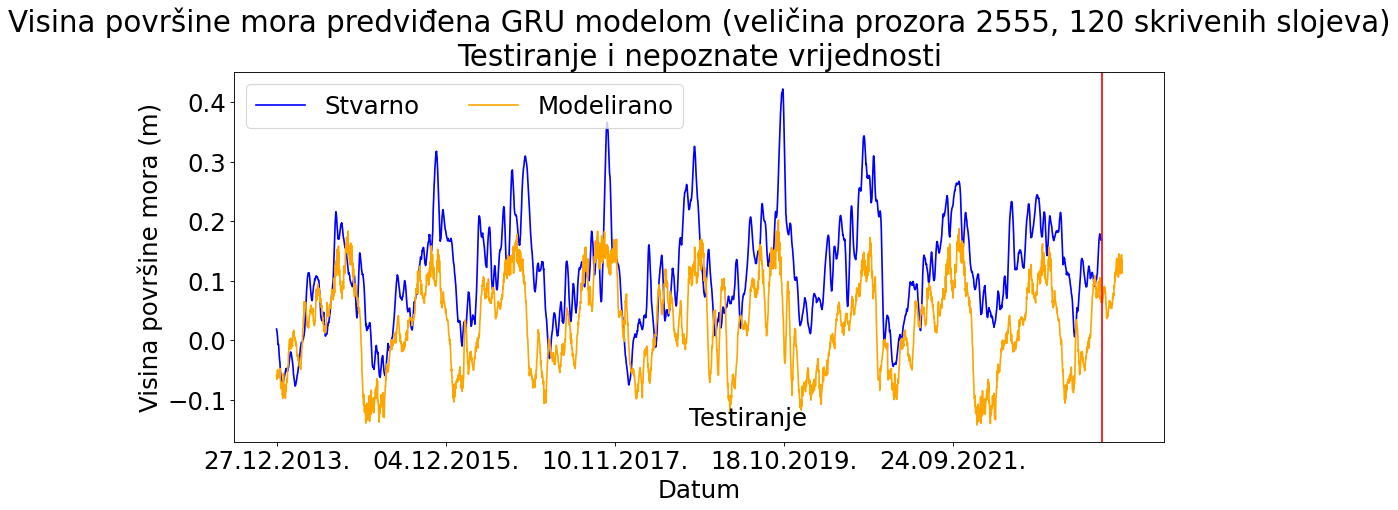 Visina površine mora predviđena GRU modelom (veličina prozora 2555, 120 skrivenih slojeva)
Testiranje i nepoznate vrijednosti
Stvarno
Modelirano
Visina površine mora (m)
0.4
0.3
0.2
0.1
0.0
−0.1
Testiranje
27.12.2013.
04.12.2015.
10.11.2017.
18.10.2019.
24.09.2021.
Datum